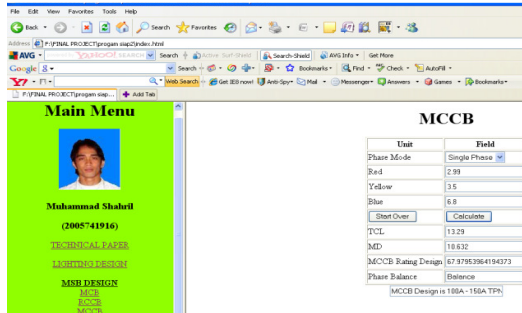 File Edit View Favorites Tools Help
Back Search Favorites
Address F:\FINAL PROJECT\progam siap2\index.html
AVG YAHOO! SEARCH Search Active Surf-Shield Search-Shield AVG Info Get More
Google Search Bookmarks Find Check AutoFill
Y! Web Search Get IE8 now! Anti-Spy Mail Messenger Answers Games Bookmarks
F:\FINAL PROJECT\progam siap... Add Tab
Main Menu
Muhammad Shahril
(2005741916)
TECHNICAL PAPER
LIGHTING DESIGN
MSB DESIGN
MCB
RCCB
MCCB
MCCB
Unit Field
Phase Mode Single Phase
Red 2.99
Yellow 3.5
Blue 6.8
Start Over Calculate
TCL 13.29
MD 10.632
MCCB Rating Design 67.97953964194373
Phase Balance Balance
MCCB Design is 100A - 150A TPN